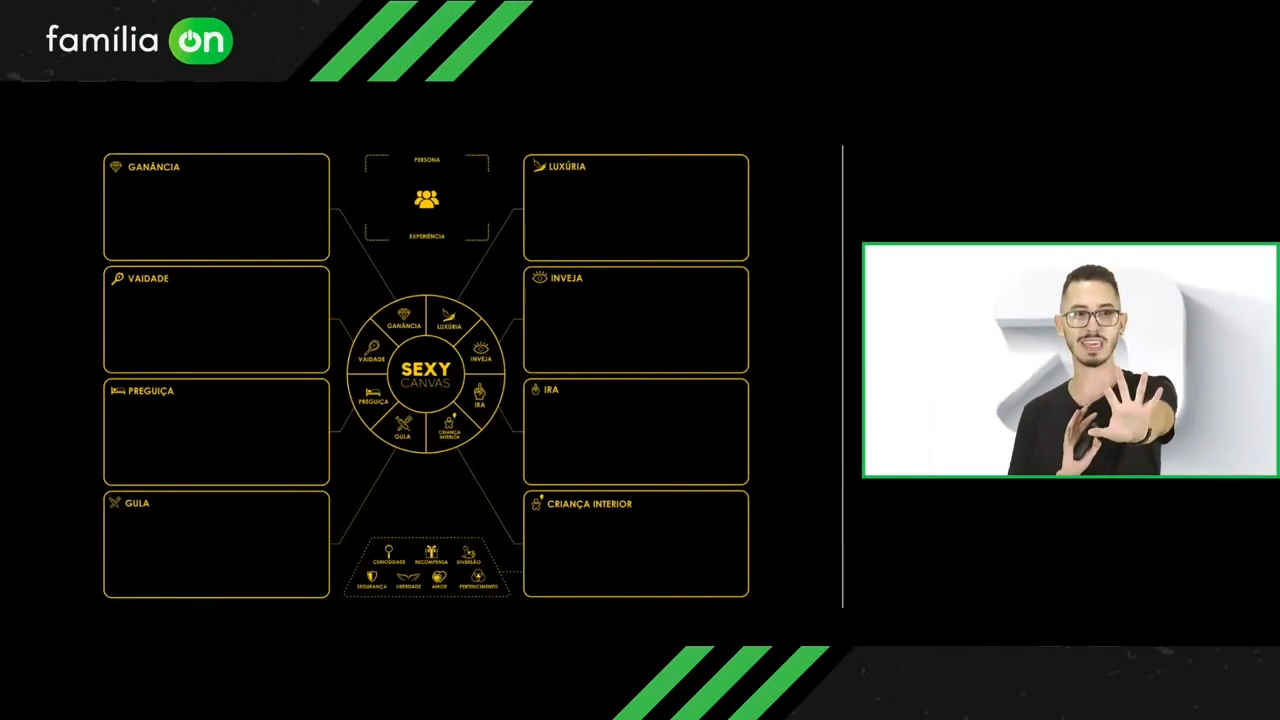 família on
GANÂNCIA
VAIDADE
PREGUIÇA
GULA
PERSONA
EXPERIÊNCIA
GANÂNCIA
LUXÚRIA
VAIDADE
INVEJA
SEXY
CANVAS
PREGUIÇA
IRA
GULA
CRIANÇA
INTERIOR
CURIOSIDADE
RECOMPENSA
DIVERSÃO
SEGURANÇA
LIBERDADE
AMOR
PERTENCIMENTO
LUXÚRIA
INVEJA
IRA
CRIANÇA INTERIOR